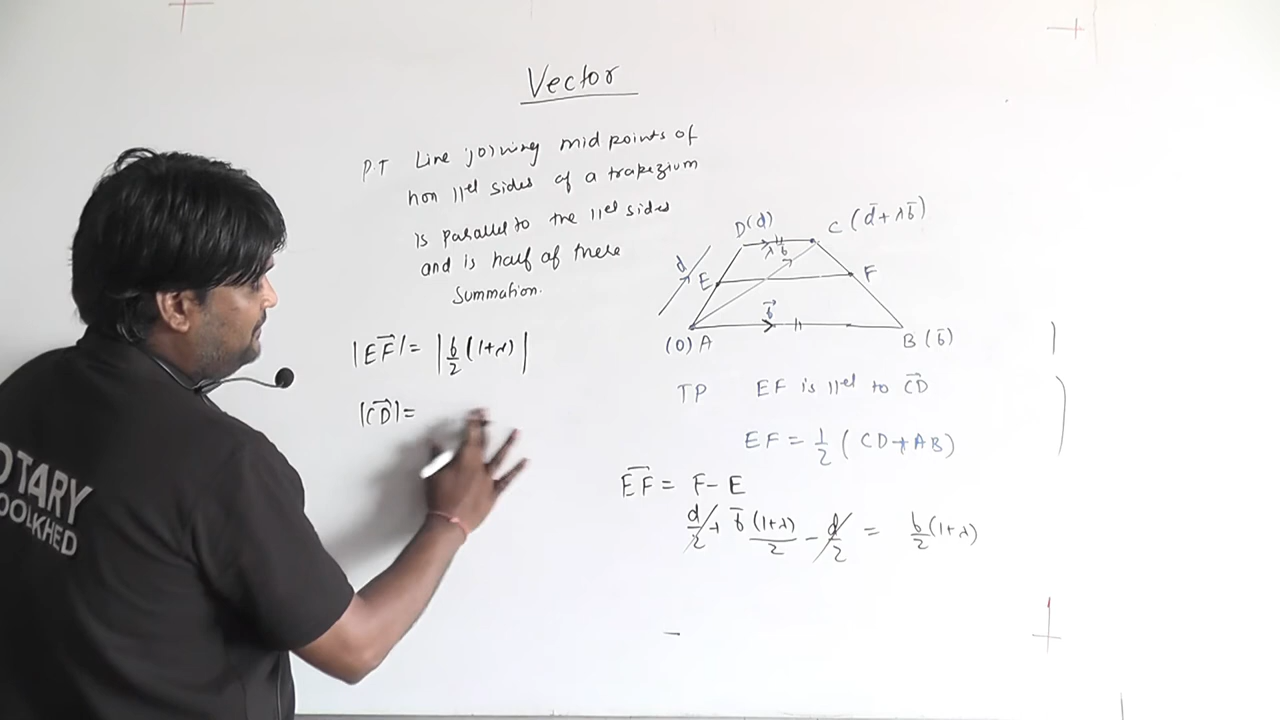 Vector
P.T Line joining mid points of
non ||el sides of a trapezium
is parallel to the ||el sides
and is half of there
Summation.
|EF| = |b/2 (1+λ)|
|CD| =
D(d)
C (d̄ + λb̄)
λb̄
d
E
F
b⃗
(0) A
B (b̄)
TP EF is ||el to CD
EF = 1/2 (CD + AB)
EF = F - E
d/2 + b̄ (1+λ)/2 - d/2 = b/2 (1+λ)
OTARY
OOLKHED